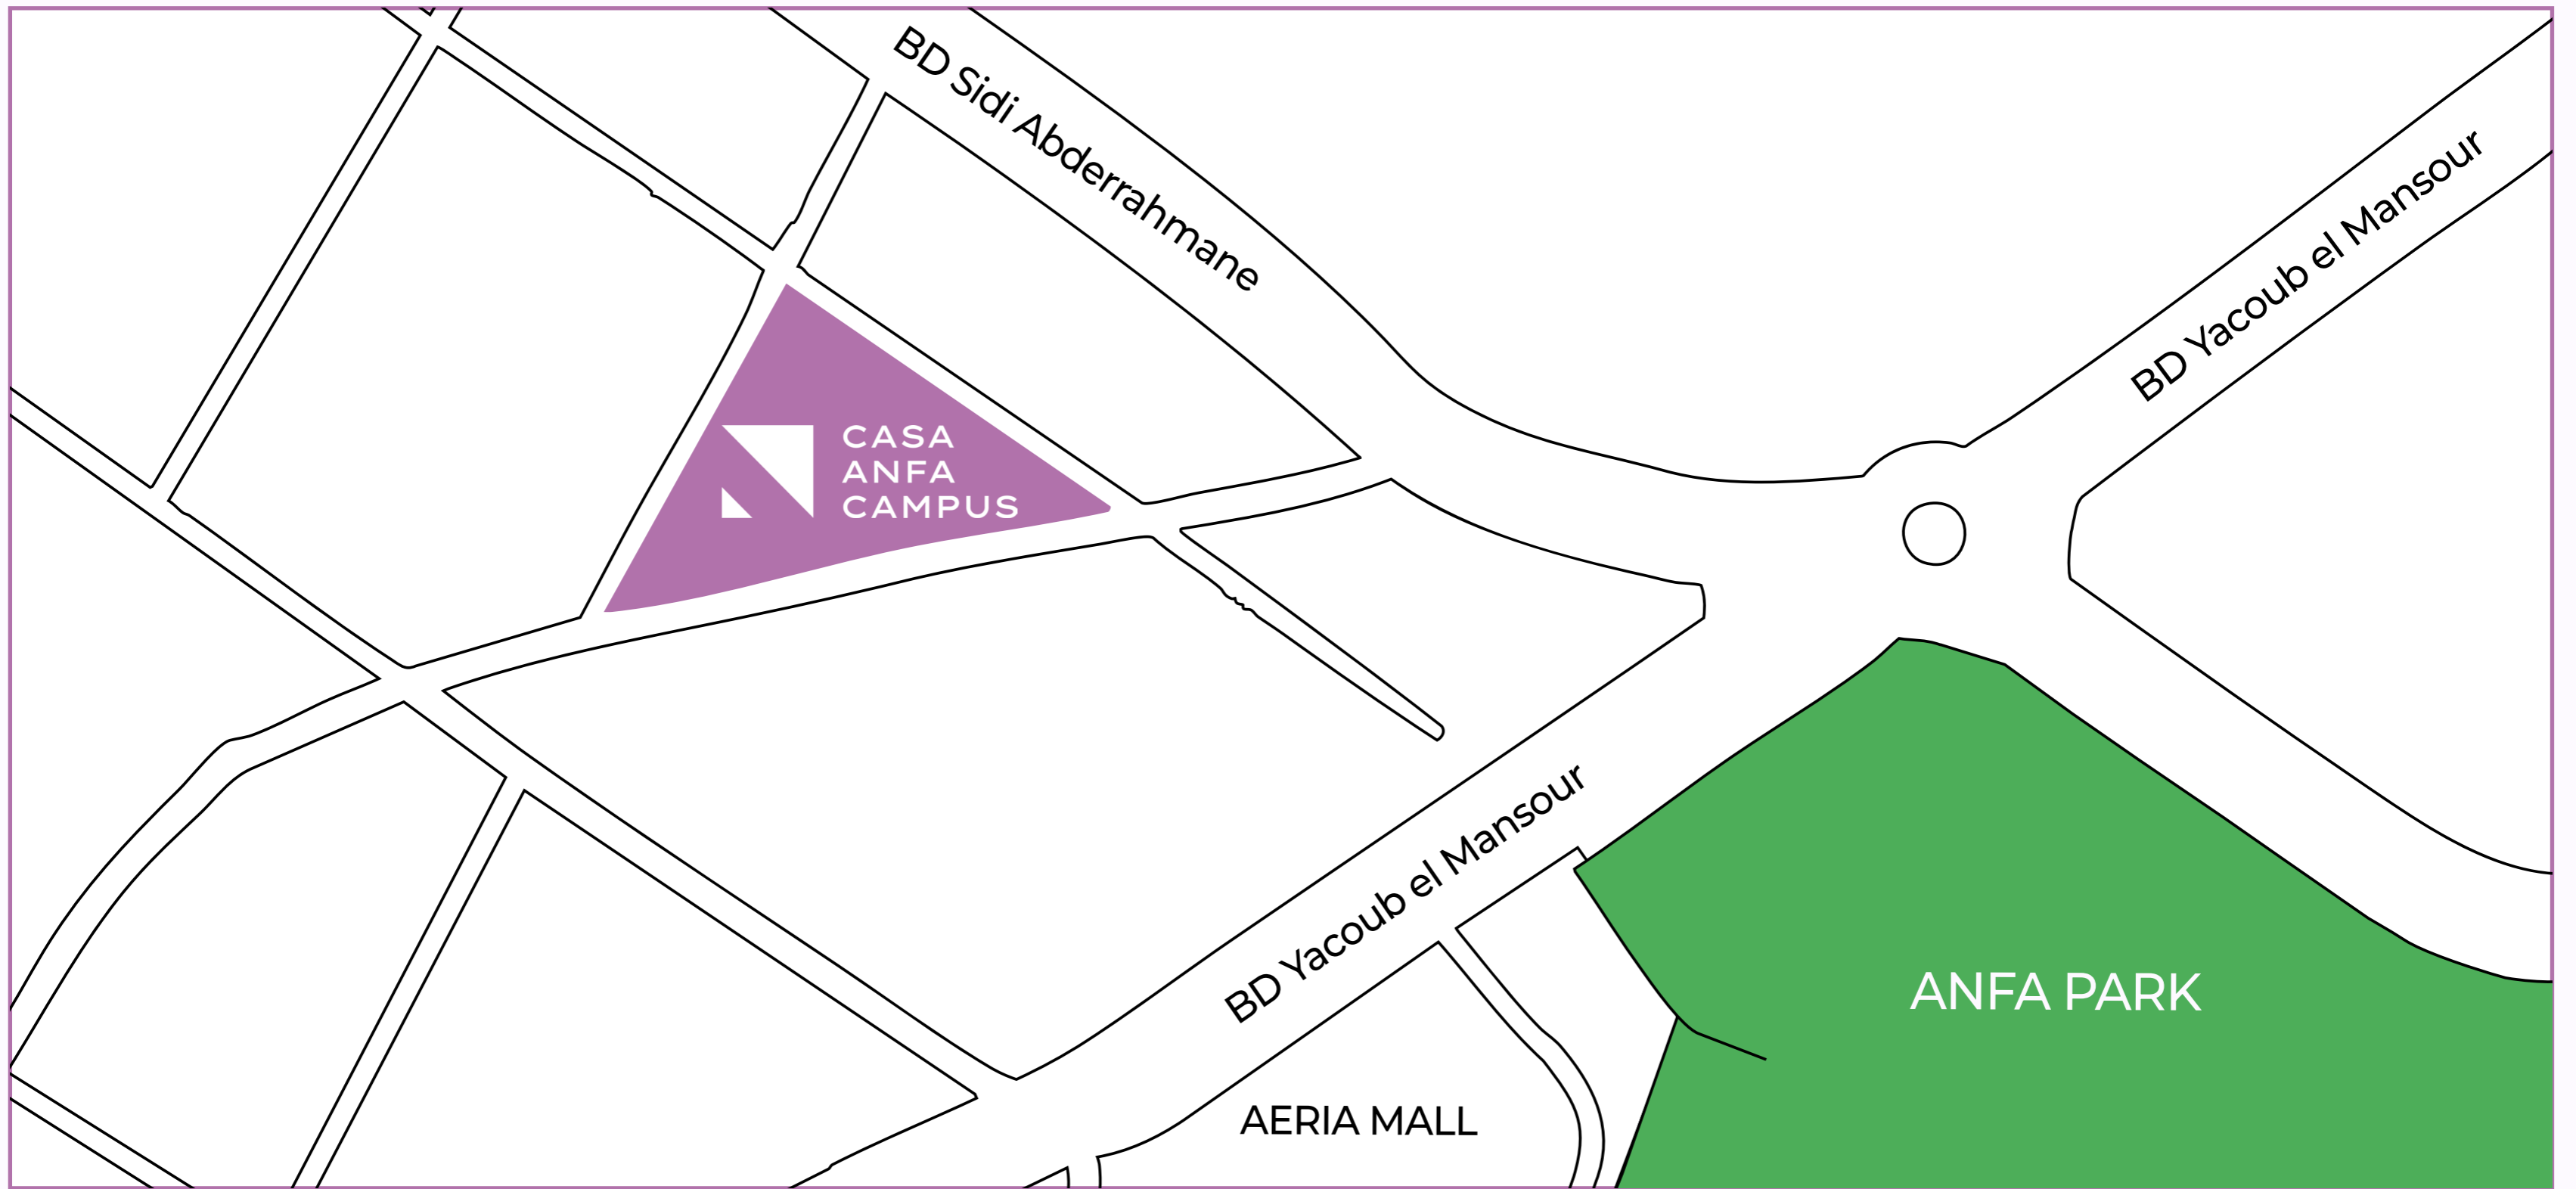 BD Sidi Abderrahmane
BD Yacoub el Mansour
CASA
ANFA
CAMPUS
BD Yacoub el Mansour
ANFA PARK
AERIA MALL